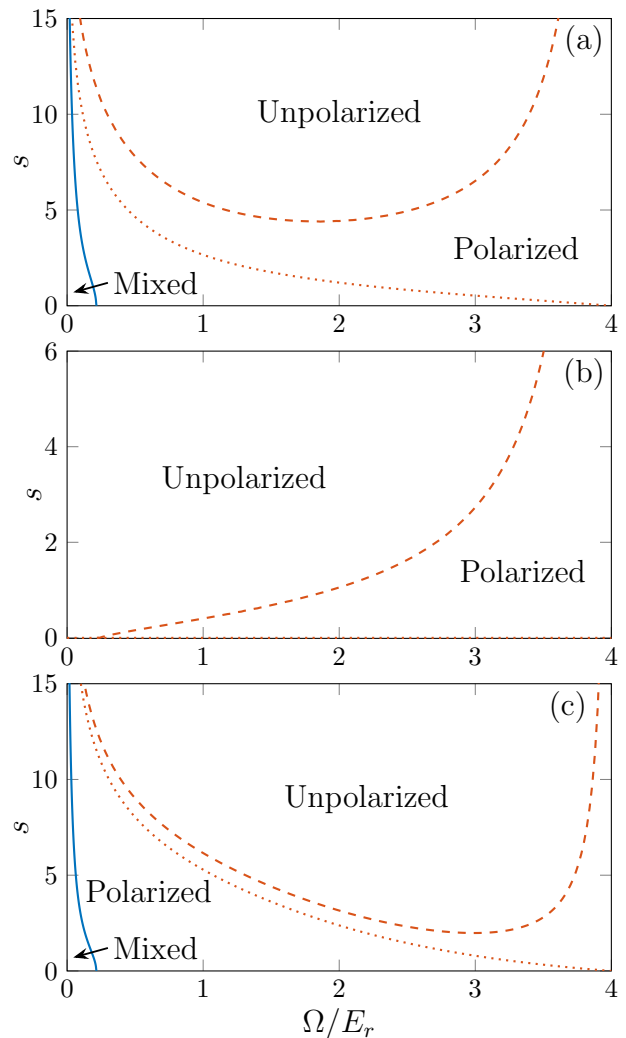 15
(a)
Unpolarized
10
s
5
Polarized
Mixed
0
0 1 2 3 4
6
(b)
4
Unpolarized
s
2
Polarized
0
0 1 2 3 4
15
(c)
10
Unpolarized
s
5
Polarized
Mixed
0
0 1 2 3 4
Ω/E_r